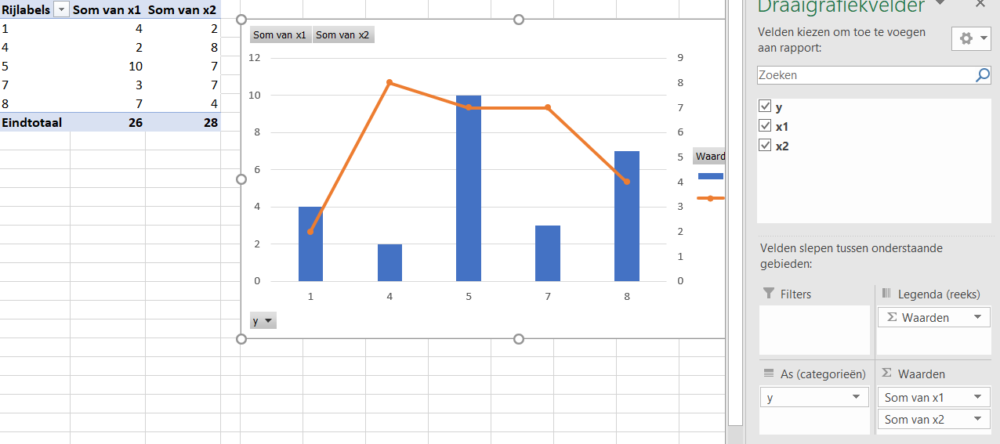 Rijlabels Som van x1 Som van x2
1 4 2
4 2 8
5 10 7
7 3 7
8 7 4
Eindtotaal 26 28
Som van x1 Som van x2
12
10
8
6
4
2
0
9
8
7
6
5
4
3
2
1
0
1 4 5 7 8
y
Waard
Draaigrafiekvelder
Velden kiezen om toe te voegen
aan rapport:
Zoeken
y
x1
x2
Velden slepen tussen onderstaande
gebieden:
Filters
Legenda (reeks)
Σ Waarden
As (categorieën)
y
Σ Waarden
Som van x1
Som van x2